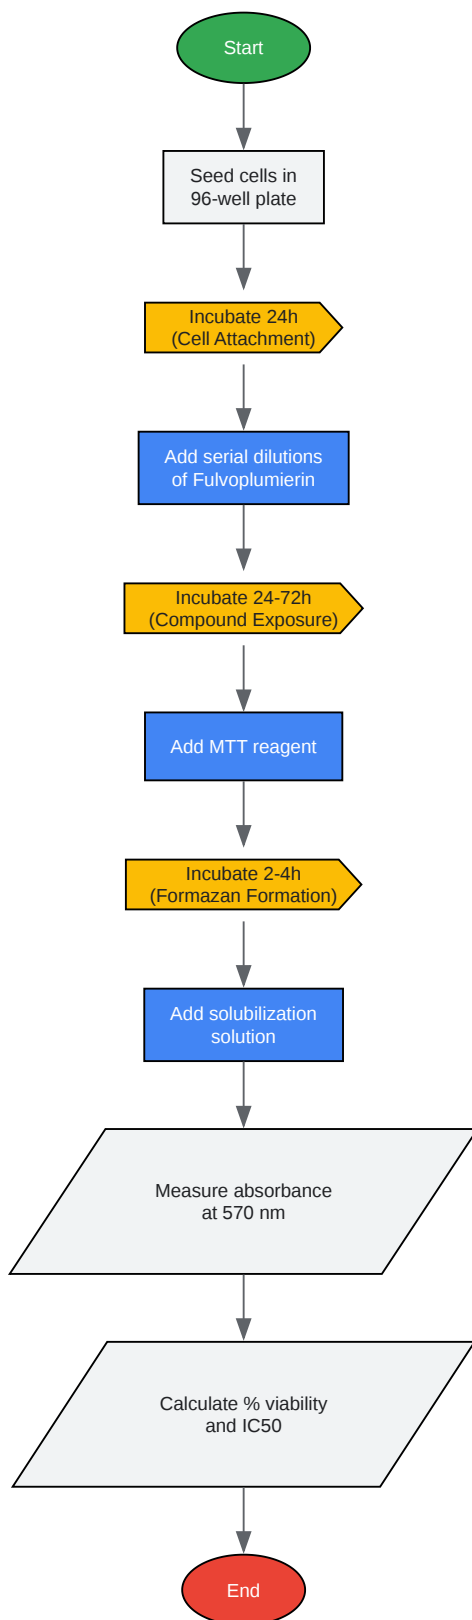 Start
Seed cells in
96-well plate
Incubate 24h
(Cell Attachment)
Add serial dilutions
of Fulvoplumierin
Incubate 24-72h
(Compound Exposure)
Add MTT reagent
Incubate 2-4h
(Formazan Formation)
Add solubilization
solution
Measure absorbance
at 570 nm
Calculate % viability
and IC50
End